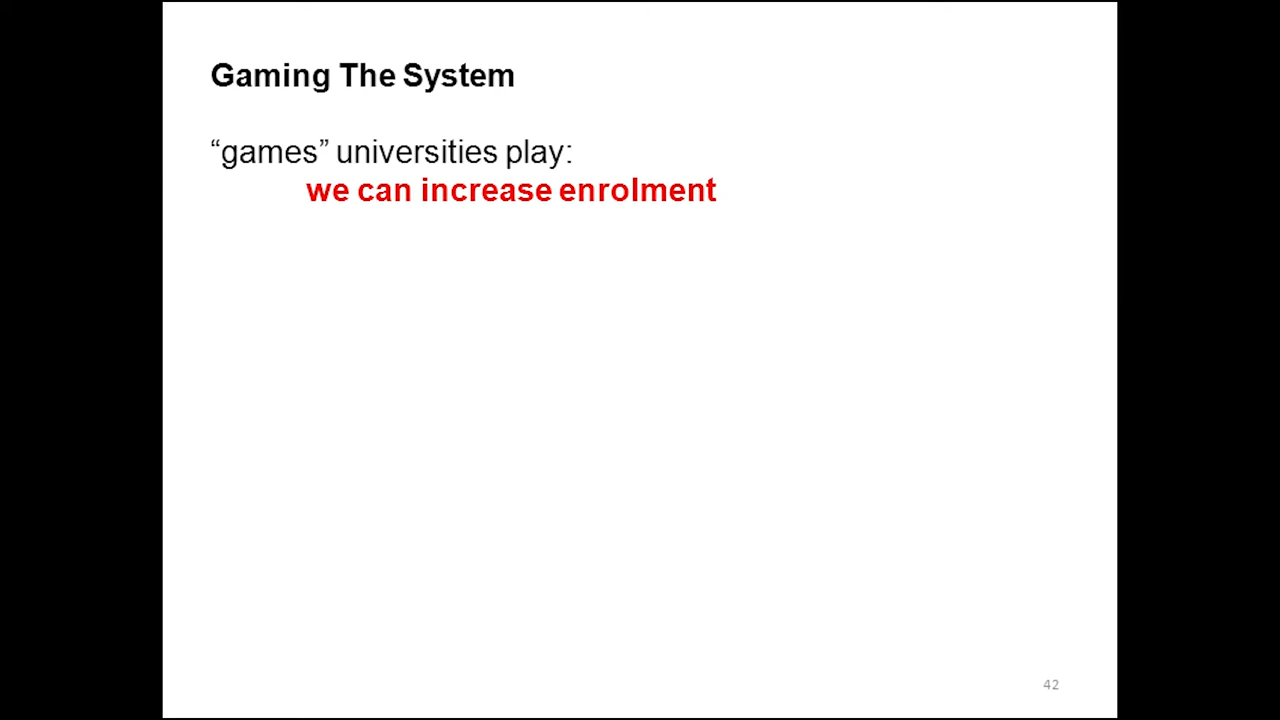 Gaming The System
“games” universities play:
we can increase enrolment
42